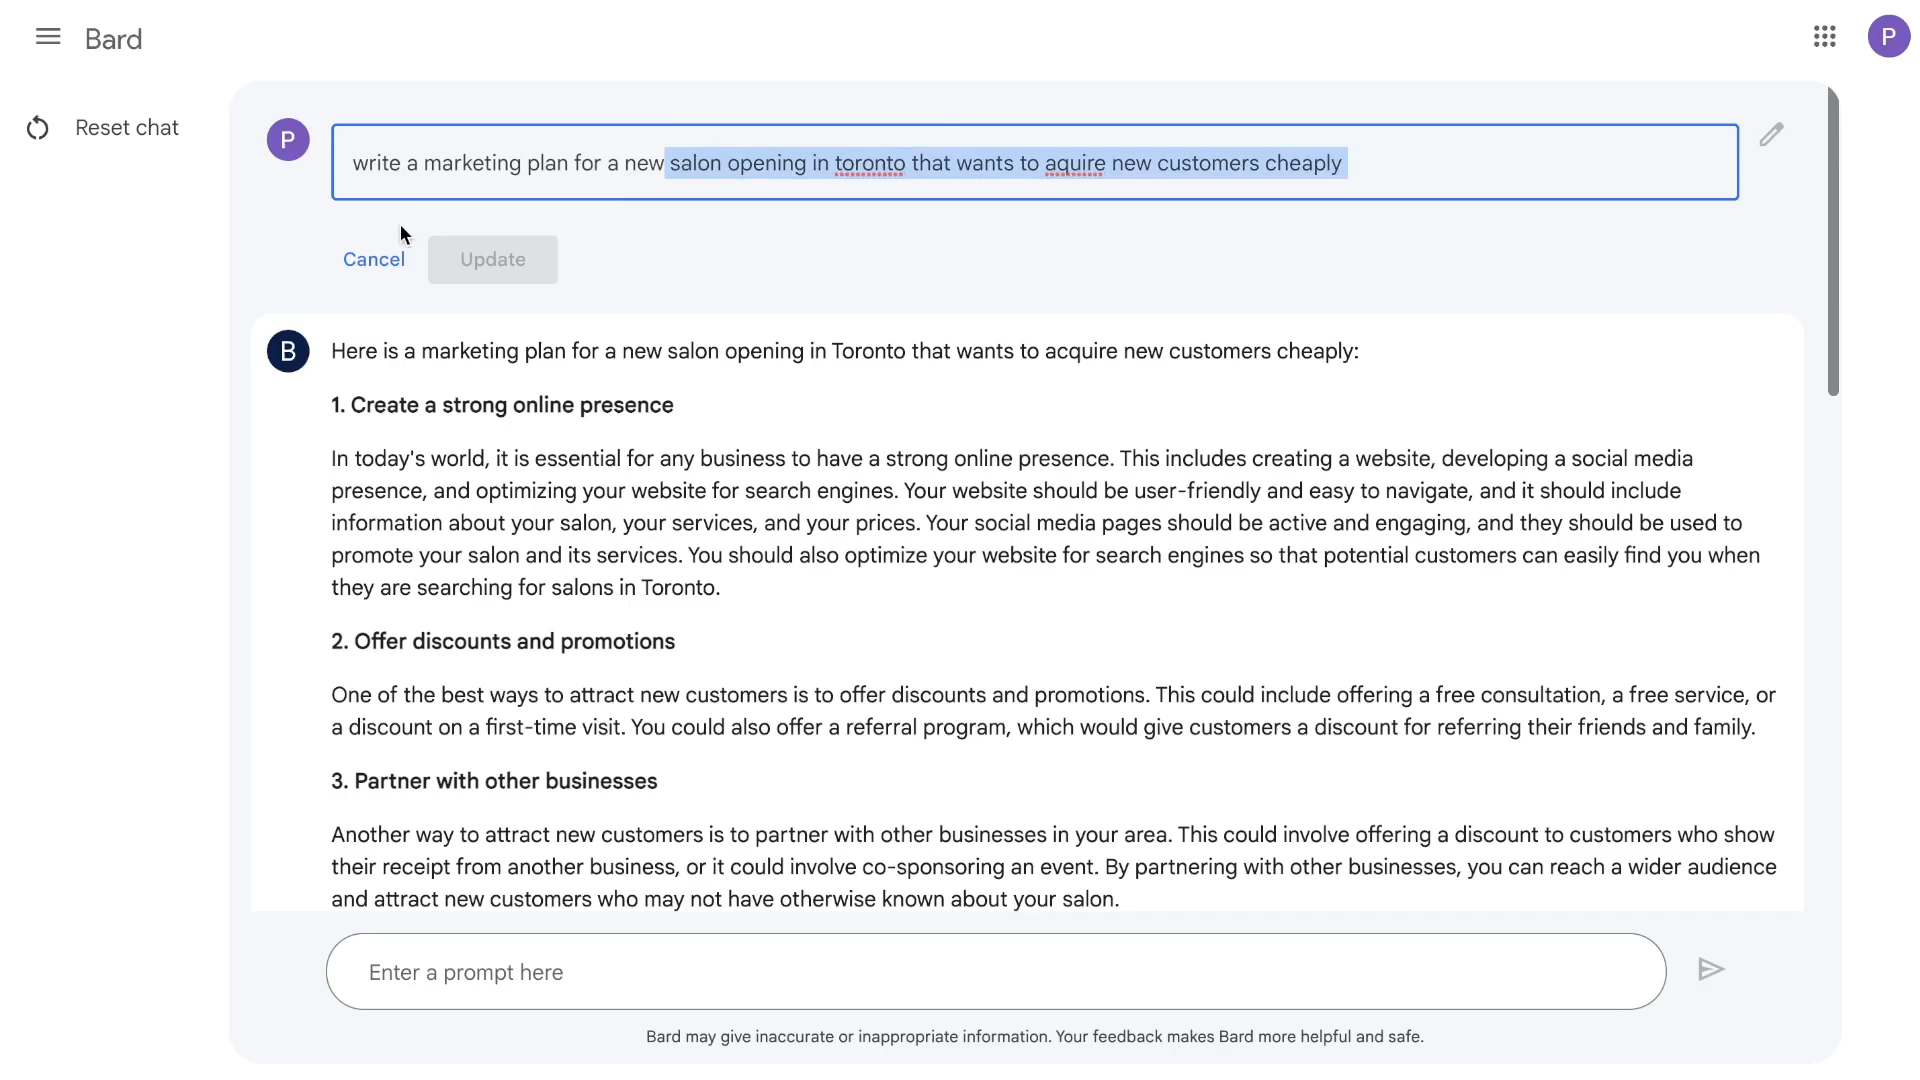 Bard
P
Reset chat
P
write a marketing plan for a new salon opening in toronto that wants to aquire new customers cheaply
Cancel
Update
B
Here is a marketing plan for a new salon opening in Toronto that wants to acquire new customers cheaply:
1. Create a strong online presence
In today's world, it is essential for any business to have a strong online presence. This includes creating a website, developing a social media
presence, and optimizing your website for search engines. Your website should be user-friendly and easy to navigate, and it should include
information about your salon, your services, and your prices. Your social media pages should be active and engaging, and they should be used to
promote your salon and its services. You should also optimize your website for search engines so that potential customers can easily find you when
they are searching for salons in Toronto.
2. Offer discounts and promotions
One of the best ways to attract new customers is to offer discounts and promotions. This could include offering a free consultation, a free service, or
a discount on a first-time visit. You could also offer a referral program, which would give customers a discount for referring their friends and family.
3. Partner with other businesses
Another way to attract new customers is to partner with other businesses in your area. This could involve offering a discount to customers who show
their receipt from another business, or it could involve co-sponsoring an event. By partnering with other businesses, you can reach a wider audience
and attract new customers who may not have otherwise known about your salon.
Enter a prompt here
Bard may give inaccurate or inappropriate information. Your feedback makes Bard more helpful and safe.